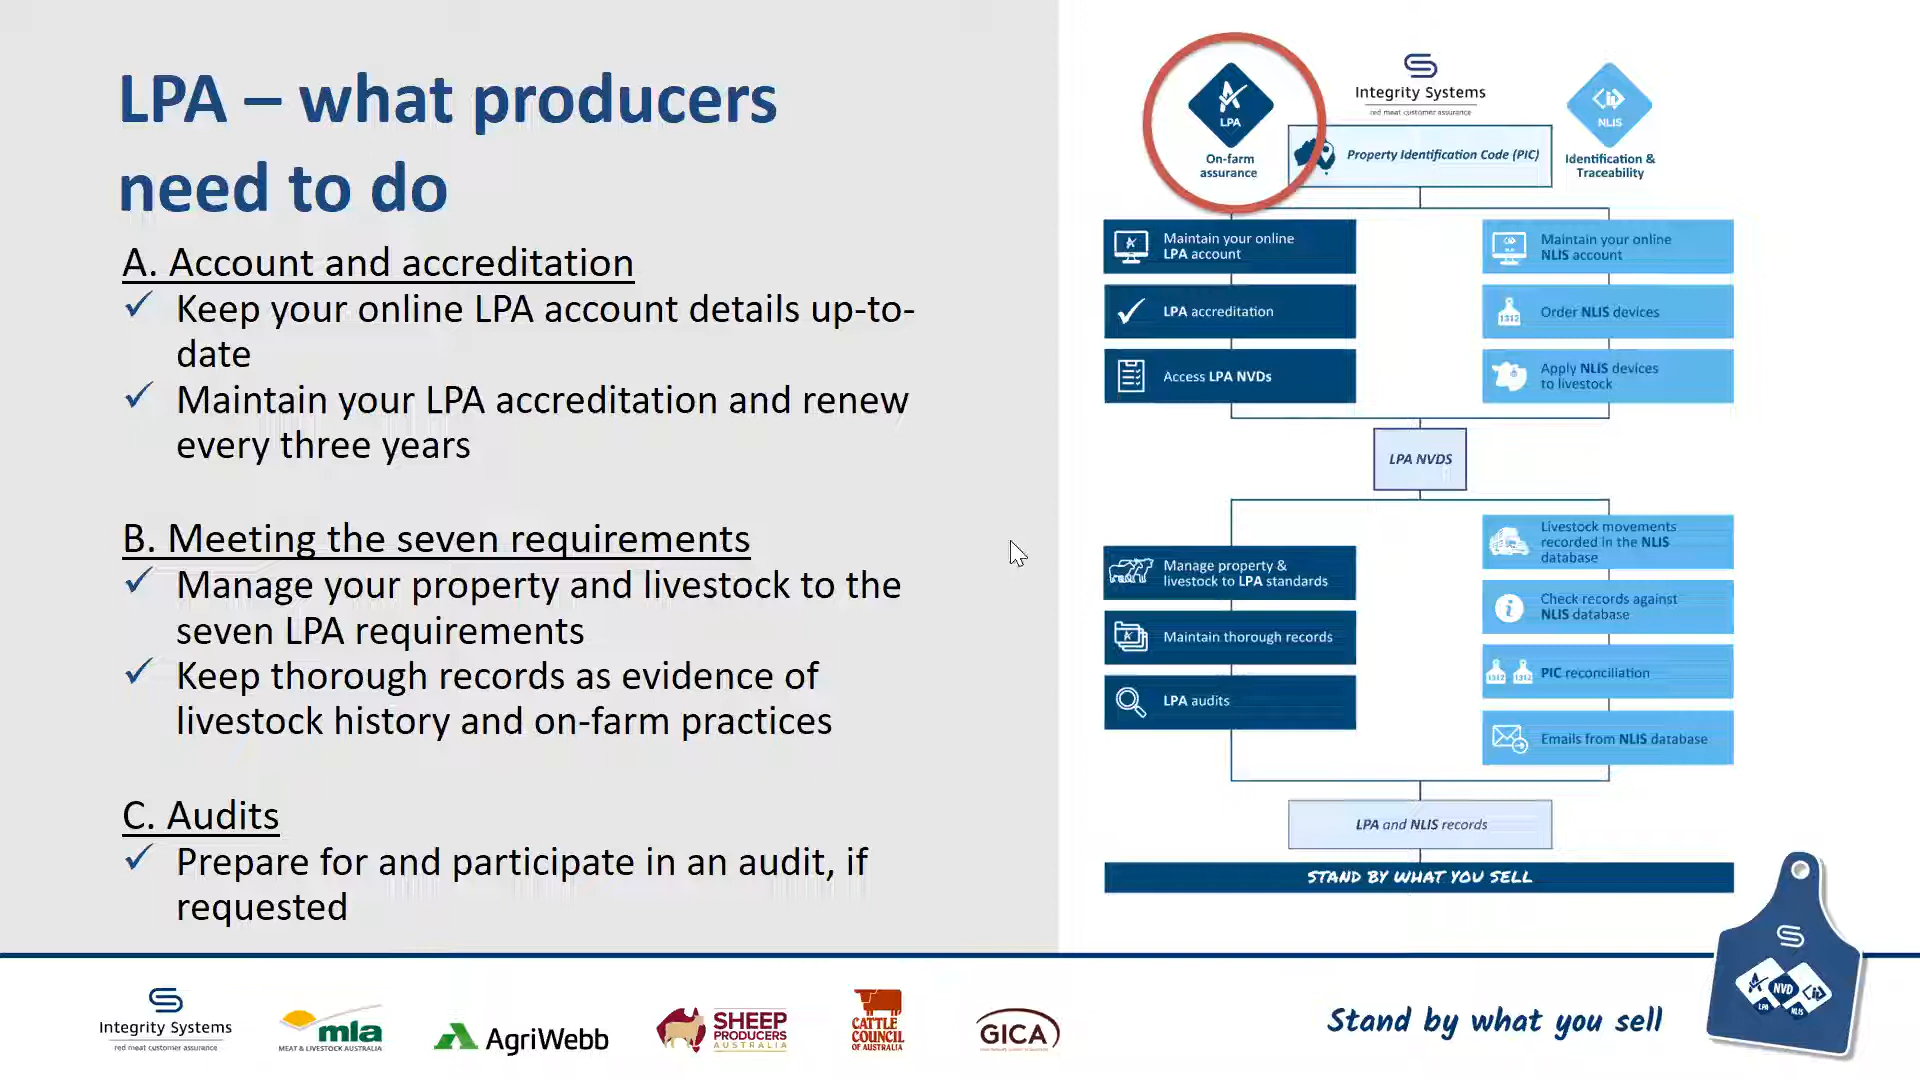 LPA – what producers
need to do
A. Account and accreditation
✓ Keep your online LPA account details up-to-
date
✓ Maintain your LPA accreditation and renew
every three years
B. Meeting the seven requirements
✓ Manage your property and livestock to the
seven LPA requirements
✓ Keep thorough records as evidence of
livestock history and on-farm practices
C. Audits
✓ Prepare for and participate in an audit, if
requested
LPA
On-farm
assurance
Integrity Systems
red meat customer assurance
Property Identification Code (PIC)
NLIS
Identification &
Traceability
Maintain your online
LPA account
LPA accreditation
Access LPA NVDs
Maintain your online
NLIS account
1312
Order NLIS devices
Apply NLIS devices
to livestock
LPA NVDS
Manage property &
livestock to LPA standards
Maintain thorough records
LPA audits
Livestock movements
recorded in the NLIS
database
Check records against
NLIS database
1312 1312
PIC reconciliation
Emails from NLIS database
LPA and NLIS records
STAND BY WHAT YOU SELL
Integrity Systems
red meat customer assurance
mla
MEAT & LIVESTOCK AUSTRALIA
AgriWebb
SHEEP
PRODUCERS
AUSTRALIA
CATTLE
COUNCIL
OF AUSTRALIA
GICA
Stand by what you sell
LPA
NVD
NLIS